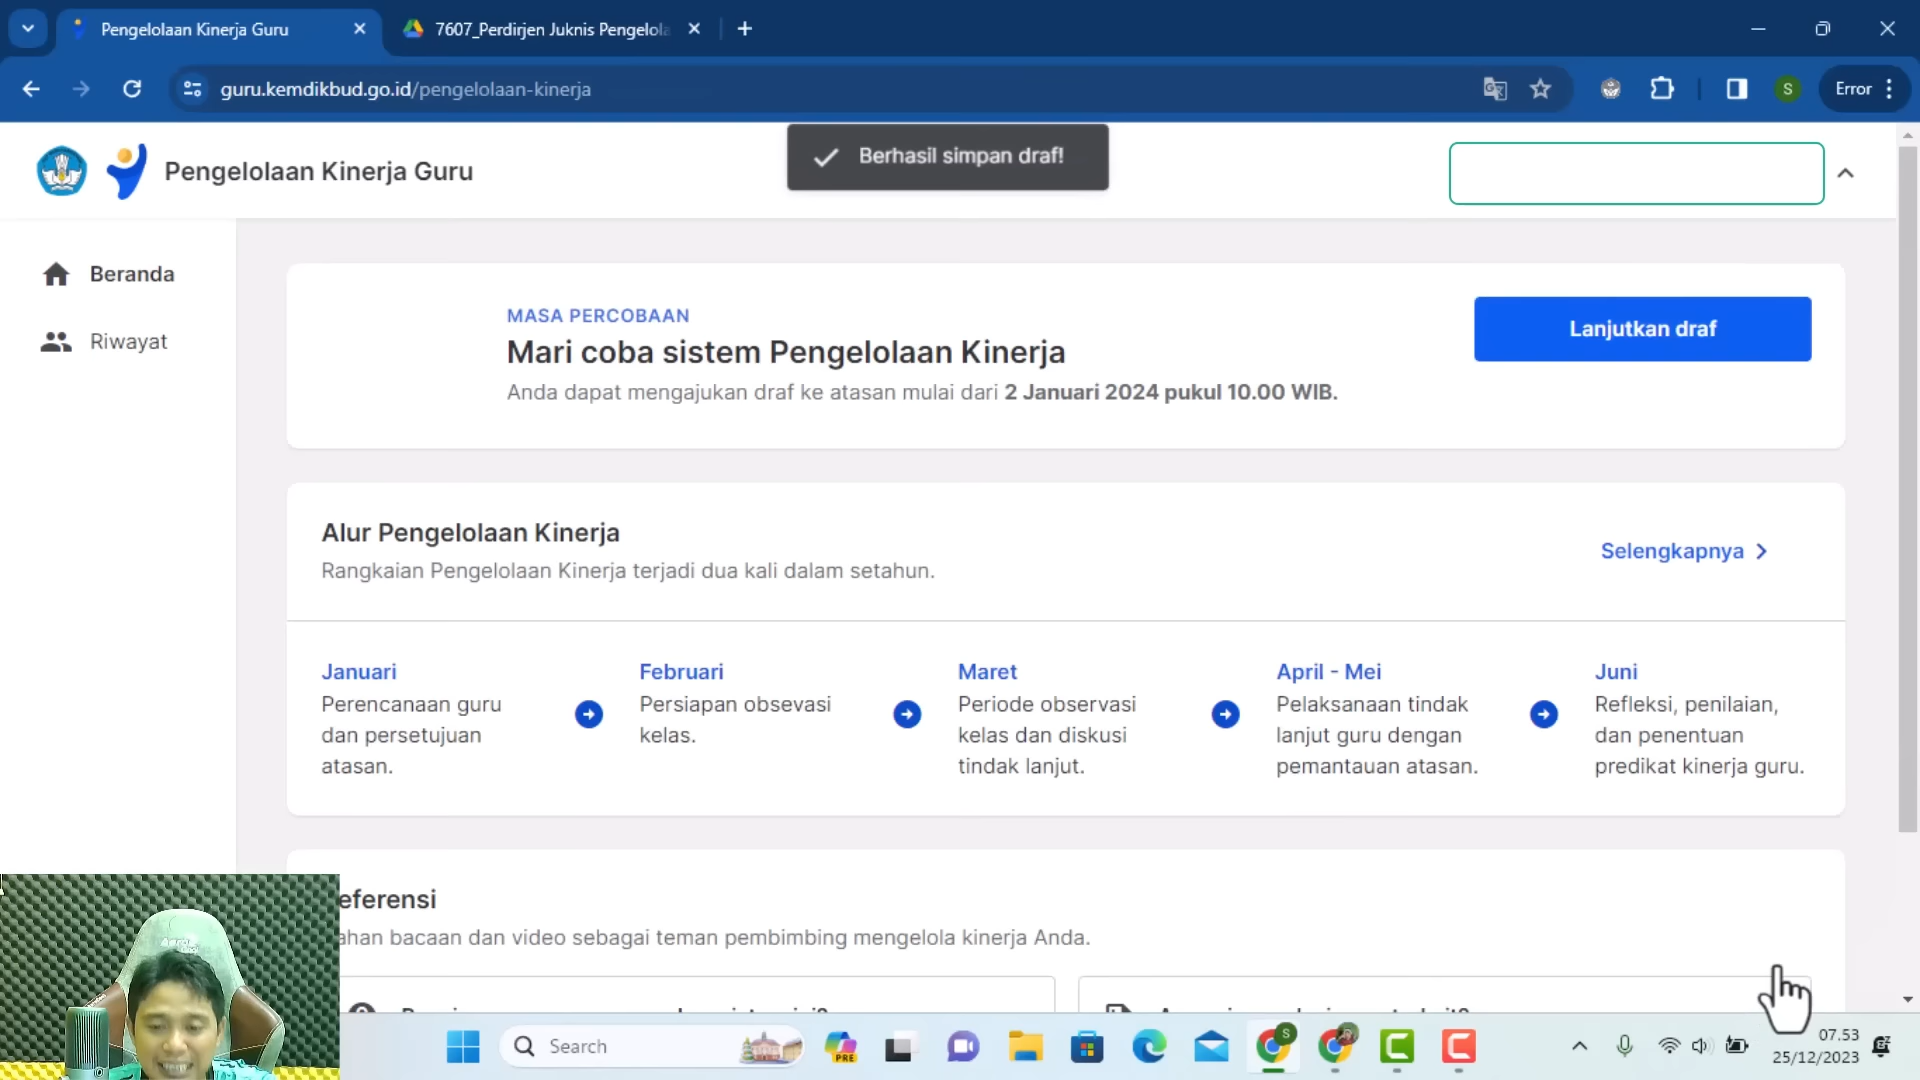 Pengelolaan Kinerja Guru
7607_Perdirjen Juknis Pengelola
guru.kemdikbud.go.id/pengelolaan-kinerja
S
Error
Pengelolaan Kinerja Guru
Berhasil simpan draf!
Beranda
Riwayat
MASA PERCOBAAN
Mari coba sistem Pengelolaan Kinerja
Anda dapat mengajukan draf ke atasan mulai dari 2 Januari 2024 pukul 10.00 WIB.
Lanjutkan draf
Alur Pengelolaan Kinerja
Rangkaian Pengelolaan Kinerja terjadi dua kali dalam setahun.
Selengkapnya
Januari
Perencanaan guru
dan persetujuan
atasan.
Februari
Persiapan obsevasi
kelas.
Maret
Periode observasi
kelas dan diskusi
tindak lanjut.
April - Mei
Pelaksanaan tindak
lanjut guru dengan
pemantauan atasan.
Juni
Refleksi, penilaian,
dan penentuan
predikat kinerja guru.
eferensi
ahan bacaan dan video sebagai teman pembimbing mengelola kinerja Anda.
Search
PRE
S
07.53
25/12/2023